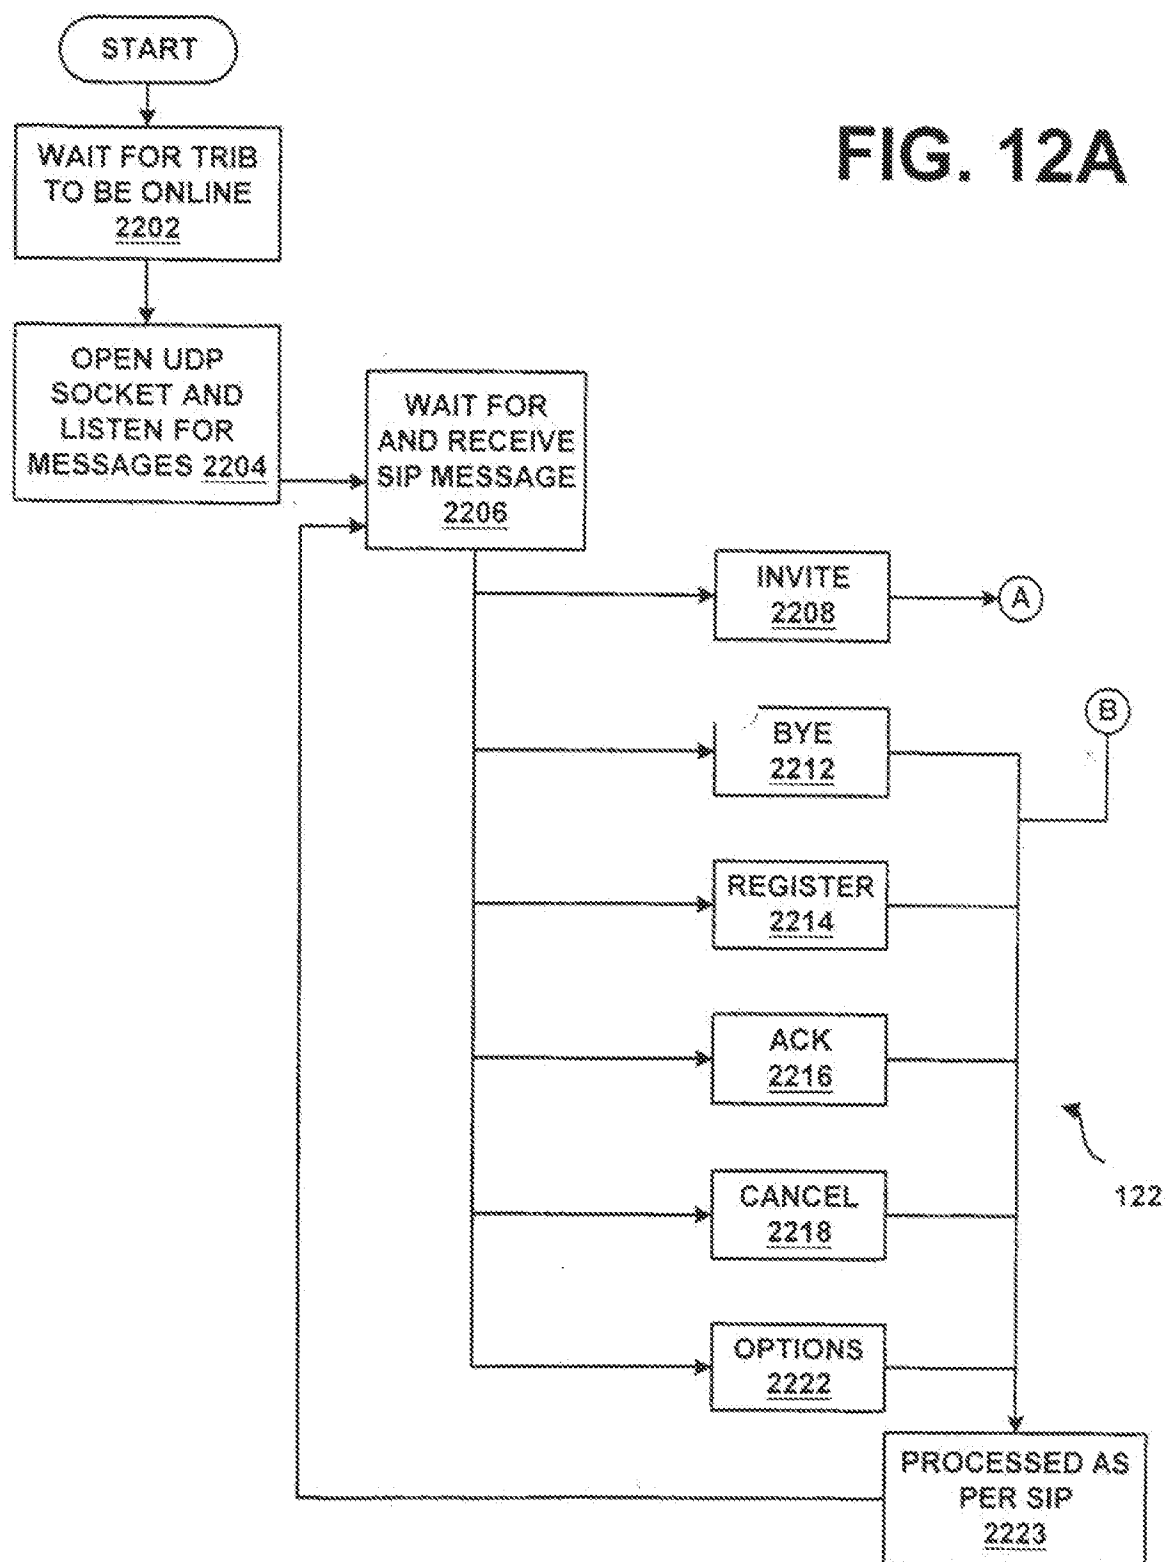 START
FIG. 12A
WAIT FOR TRIB
TO BE ONLINE
2202
OPEN UDP
SOCKET AND
LISTEN FOR
MESSAGES 2204
WAIT FOR
AND RECEIVE
SIP MESSAGE
2206
INVITE
2208
A
B
BYE
2212
REGISTER
2214
ACK
2216
122
CANCEL
2218
OPTIONS
2222
PROCESSED AS
PER SIP
2223